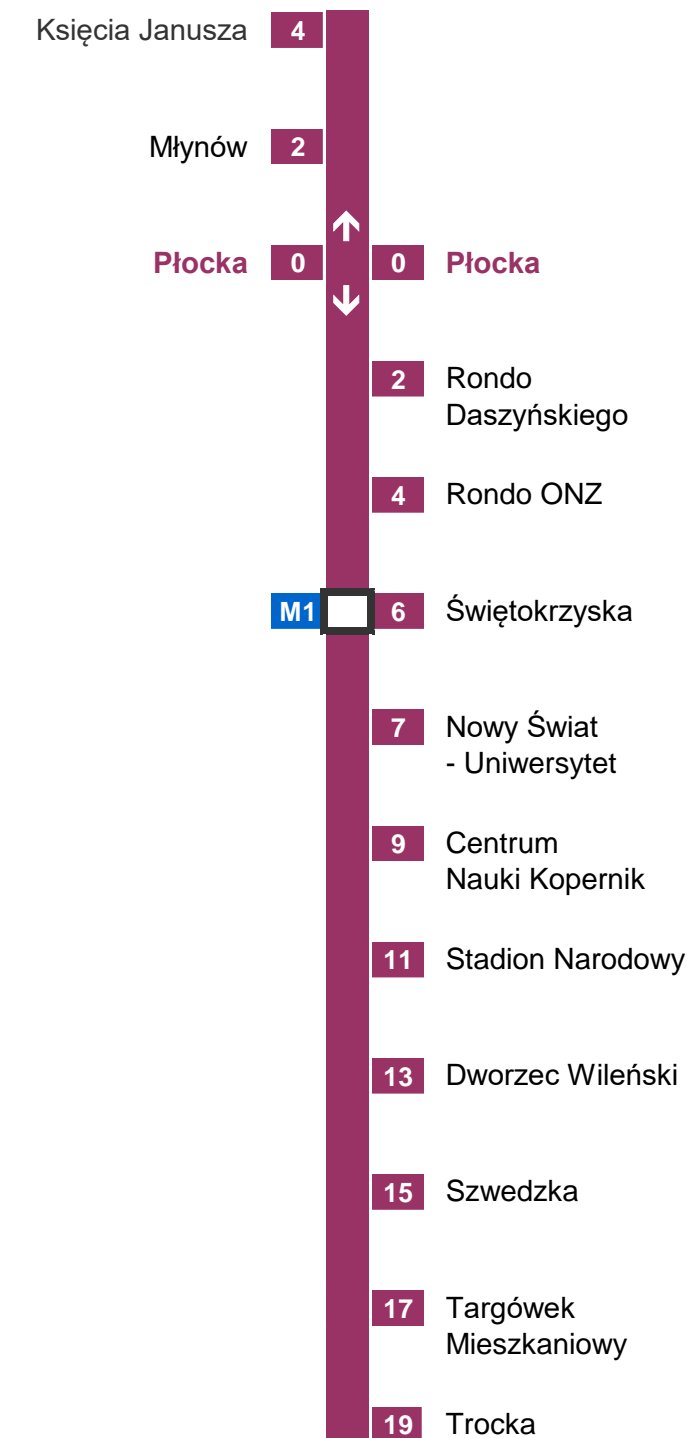 Księcia Janusza 4
Młynów 2
Płocka 0 0 Płocka
2 Rondo
Daszyńskiego
4 Rondo ONZ
M1 6 Świętokrzyska
7 Nowy Świat
- Uniwersytet
9 Centrum
Nauki Kopernik
11 Stadion Narodowy
13 Dworzec Wileński
15 Szwedzka
17 Targówek
Mieszkaniowy
19 Trocka